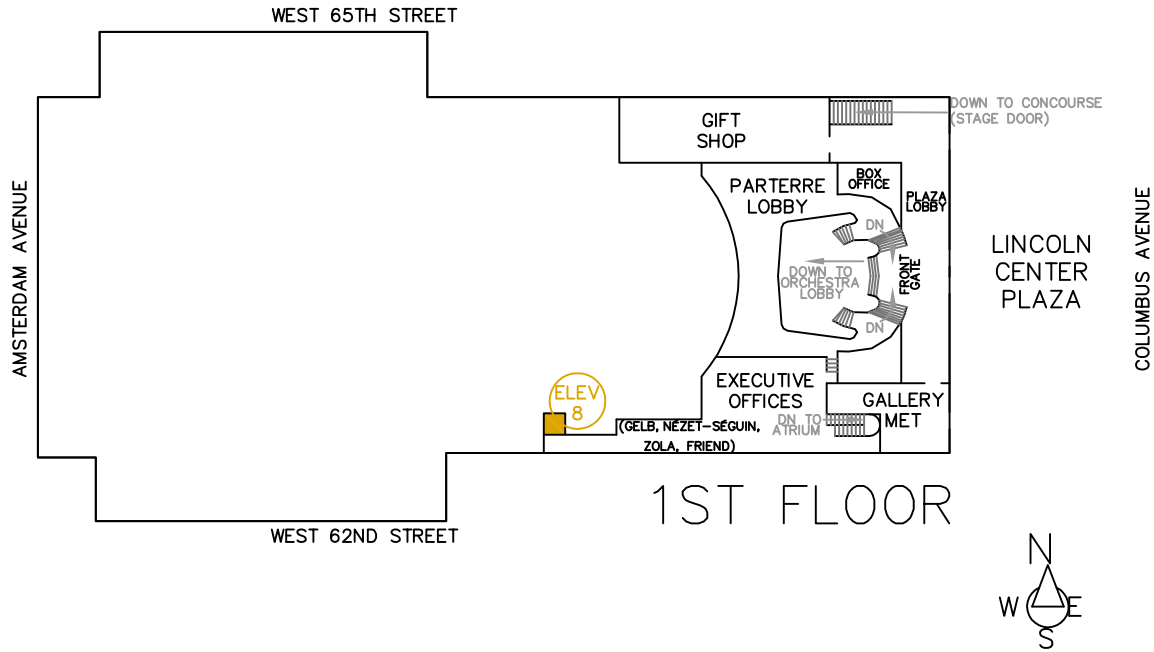 WEST 65TH STREET
DOWN TO CONCOURSE
(STAGE DOOR)
GIFT
SHOP
BOX
OFFICE
PARTERRE
LOBBY
PLAZA
LOBBY
DN
AMSTERDAM AVENUE
COLUMBUS AVENUE
LINCOLN
CENTER
PLAZA
FRONT
GATE
DOWN TO
ORCHESTRA
LOBBY
DN
EXECUTIVE
OFFICES
ELEV
8
GALLERY
MET
DN TO
ATRIUM
(GELB, NÉZET-SÉGUIN,
ZOLA, FRIEND)
1ST FLOOR
WEST 62ND STREET
N
W E
S